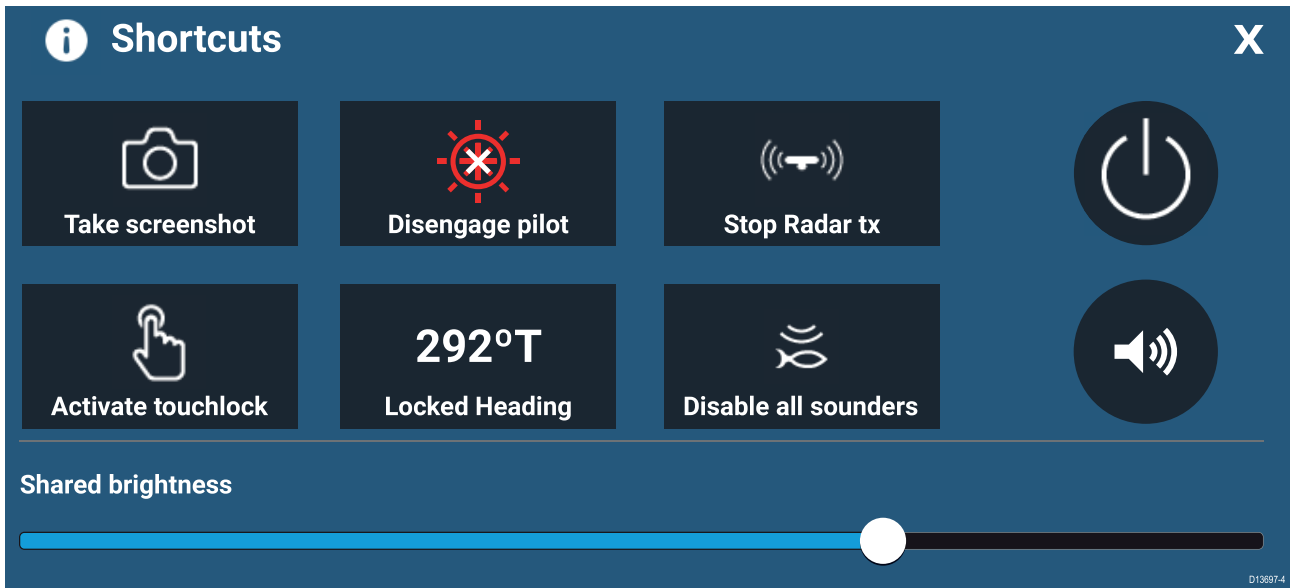 Shortcuts
X
Take screenshot
Disengage pilot
Stop Radar tx
Activate touchlock
292ºT
Locked Heading
Disable all sounders
Shared brightness
D13697-4